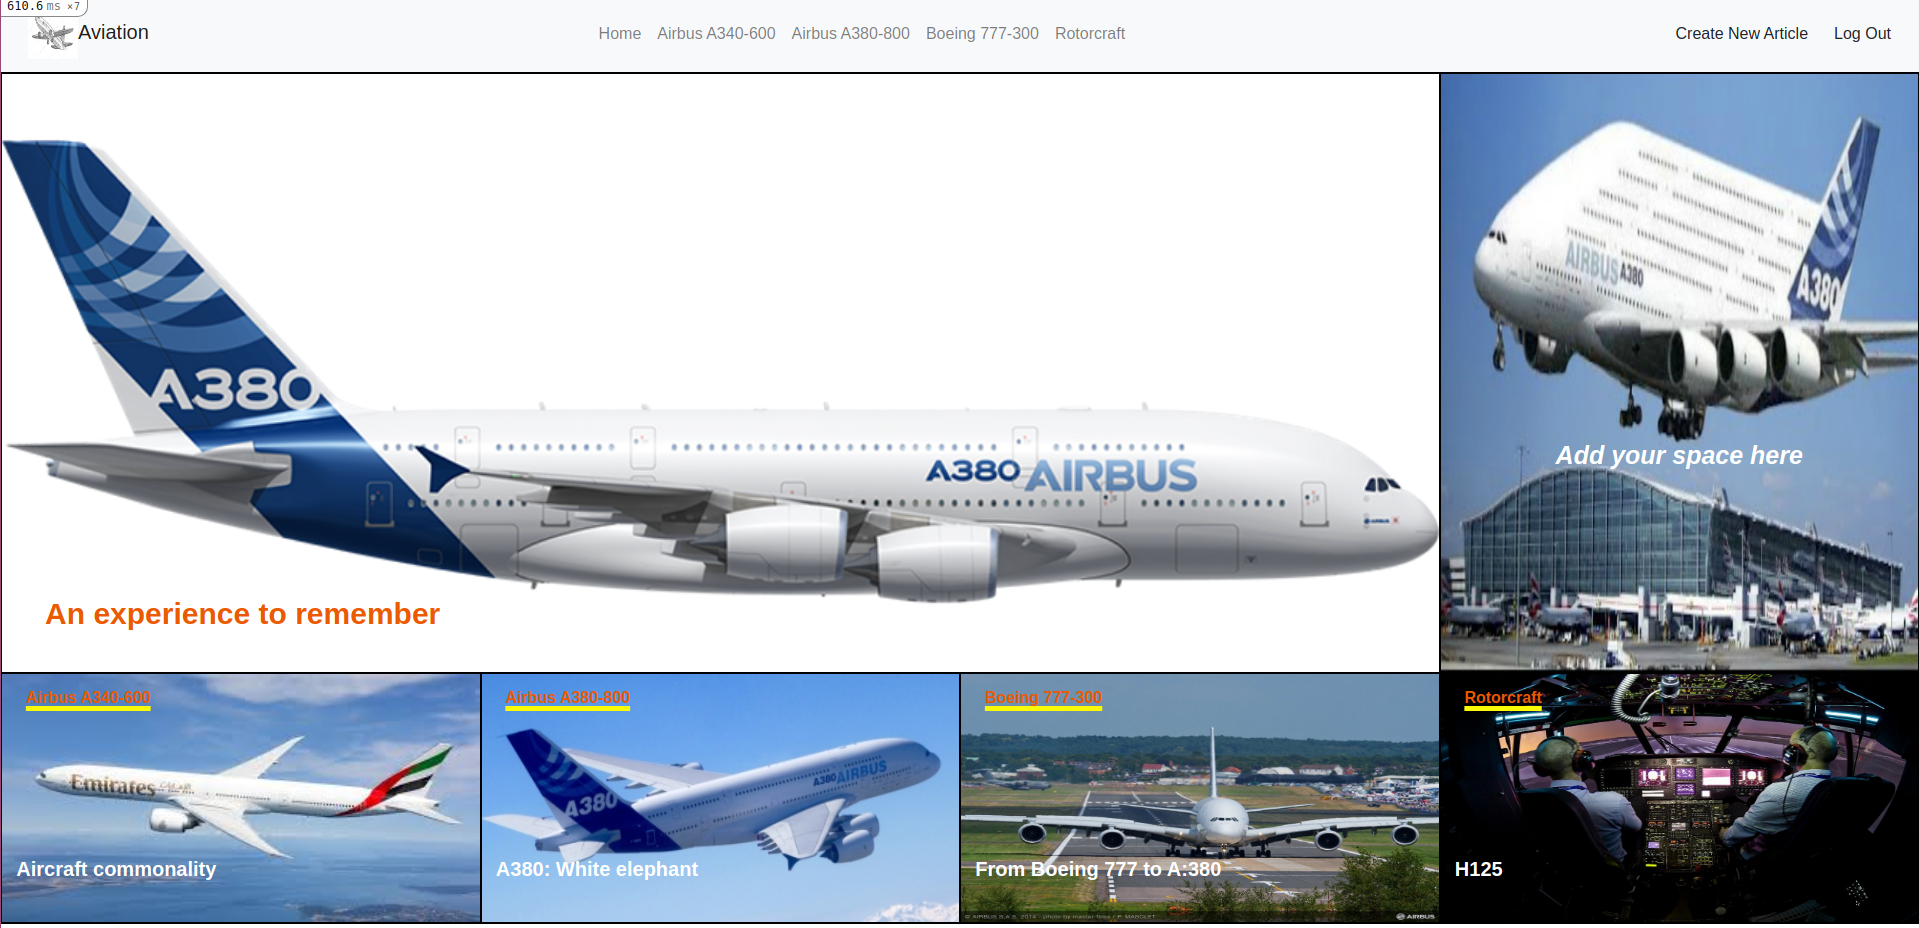 610.6 ms ×7
Aviation
Home Airbus A340-600 Airbus A380-800 Boeing 777-300 Rotorcraft
Create New Article Log Out
A380
A380 AIRBUS
An experience to remember
AIRBUS A380
A380
Add your space here
Airbus A340-600
Emirates
Aircraft commonality
Airbus A380-800
A380 AIRBUS
A380
A380: White elephant
Boeing 777-300
From Boeing 777 to A:380
AIRBUS
Rotorcraft
H125